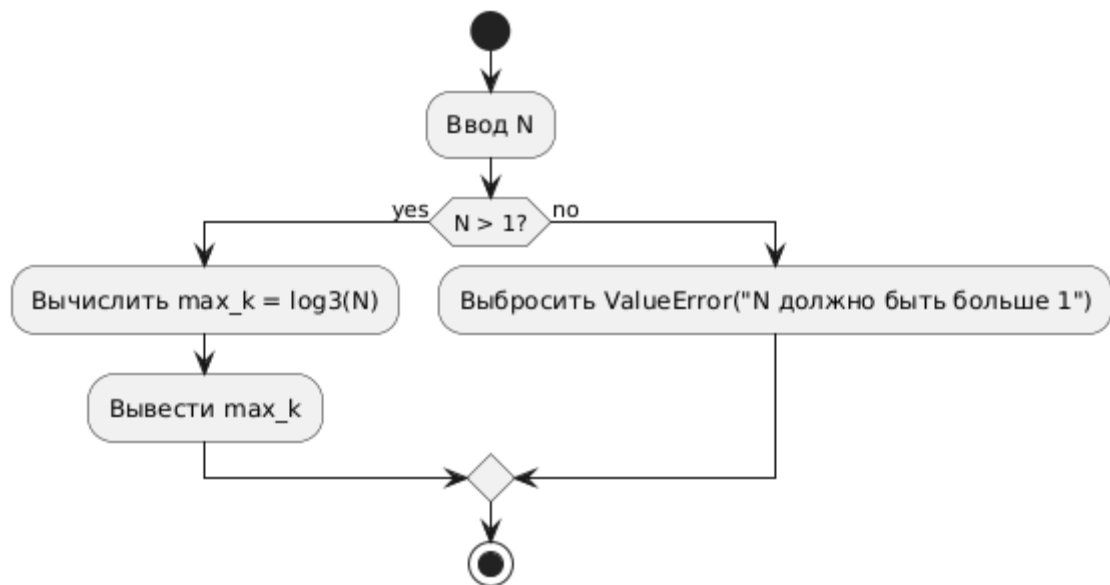 Ввод N
yes
N > 1?
no
Вычислить max_k = log3(N)
Выбросить ValueError("N должно быть больше 1")
Вывести max_k